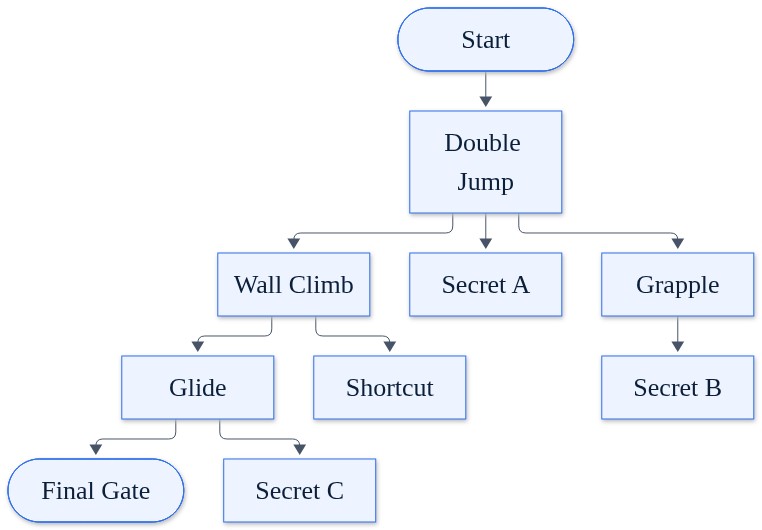 Start
Double
Jump
Wall Climb
Secret A
Grapple
Glide
Shortcut
Secret B
Final Gate
Secret C